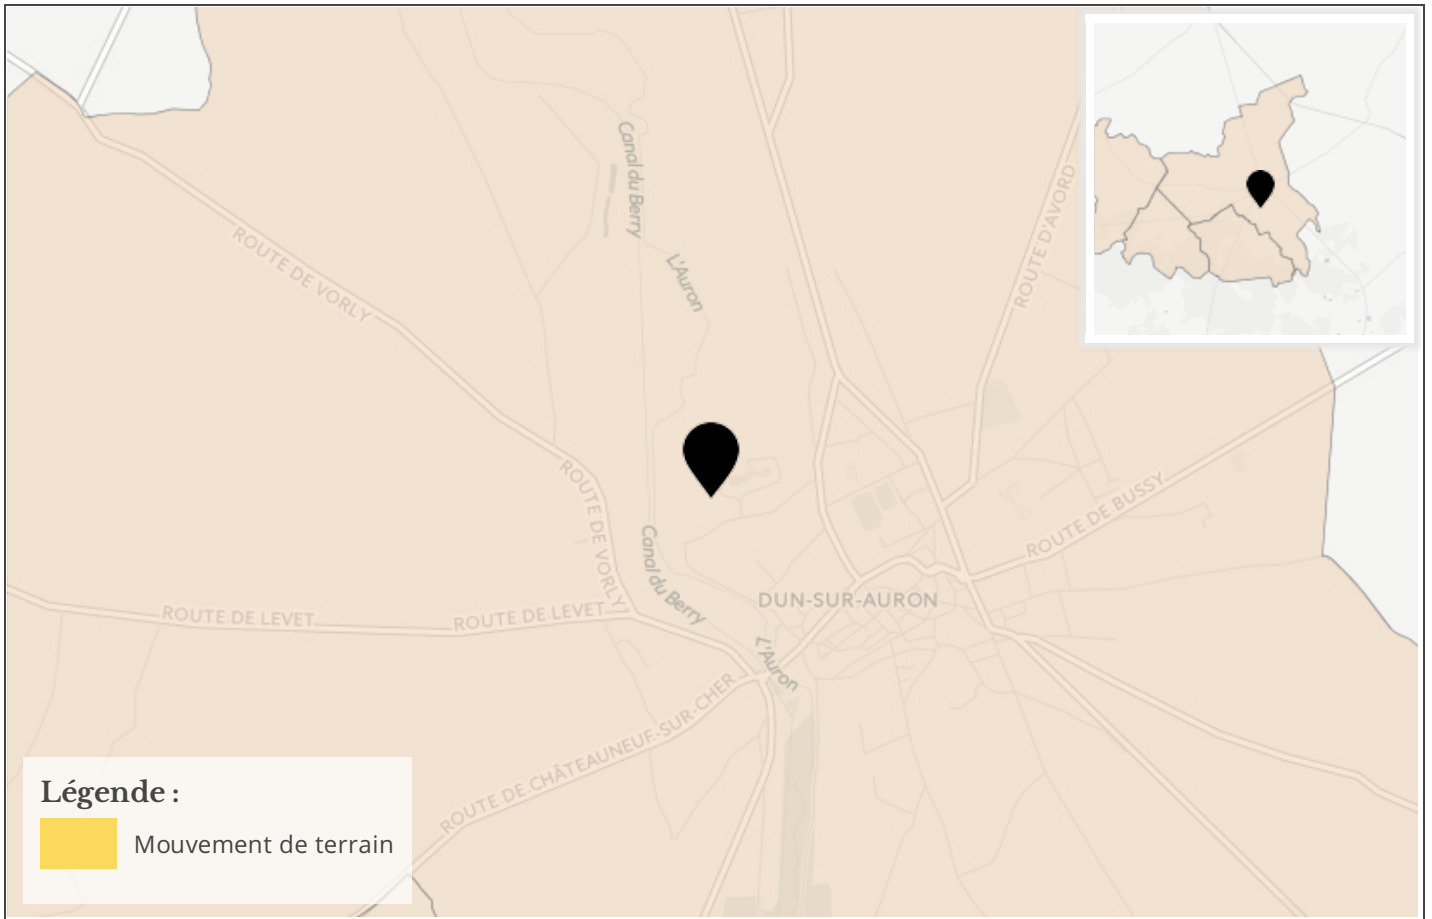 Canal du Berry
ROUTE D'AVORD
ROUTE DE VORLY
L'Auron
ROUTE DE VORLY
ROUTE DE BUSSY
Canal du Berry
DUN-SUR-AURON
ROUTE DE LEVET
ROUTE DE LEVET
L'Auron
ROUTE DE CHÂTEAUNEUF-SUR-CHER
Légende :
Mouvement de terrain